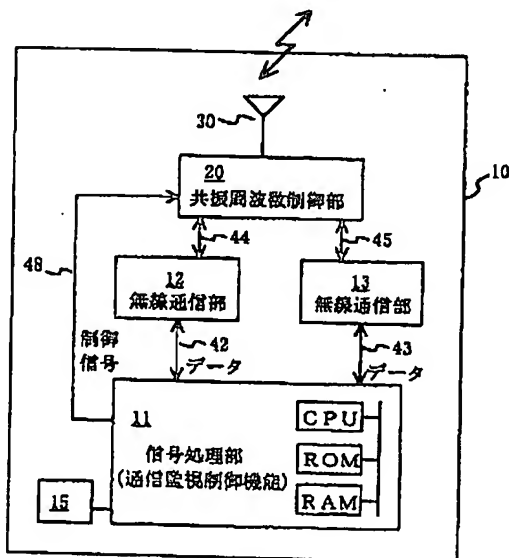 30
20
共振周波数制御部
10
44
45
48
12
無線通信部
13
無線通信部
制御
信号
42
データ
43
データ
11
信号処理部
(通信監視制御機能)
CPU
ROM
RAM
15